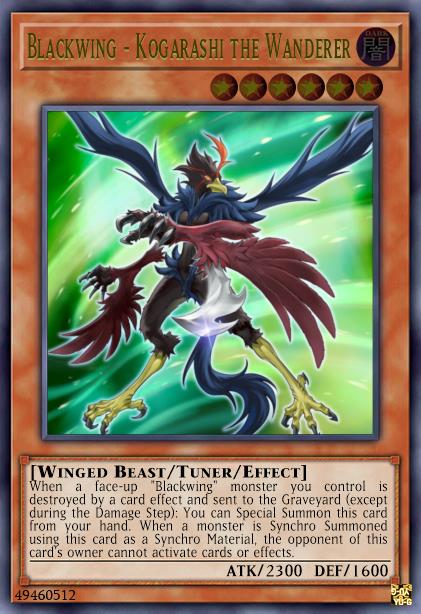 Blackwing - Kogarashi the Wanderer
DARK
闇
[Winged Beast/Tuner/Effect]
When a face-up "Blackwing" monster you control is
destroyed by a card effect and sent to the Graveyard (except
during the Damage Step): You can Special Summon this card
from your hand. When a monster is Synchro Summoned
using this card as a Synchro Material, the opponent of this
card's owner cannot activate cards or effects.
ATK/2300 DEF/1600
49460512